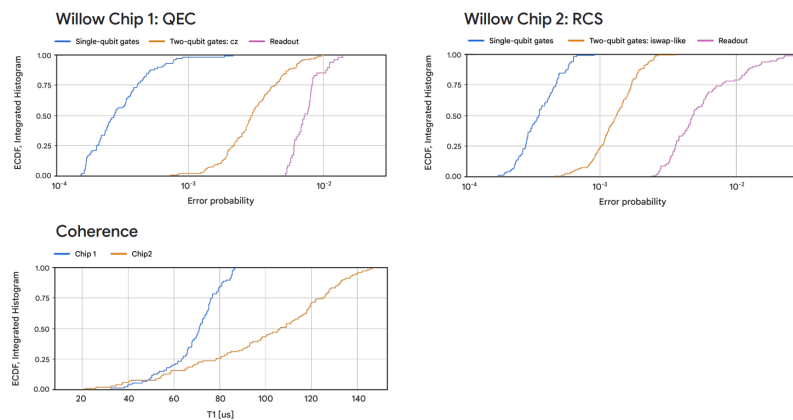 Willow Chip 1: QEC
Single-qubit gates Two-qubit gates: cz Readout
ECDF, Integrated Histogram
1.00
0.75
0.50
0.25
0.00
10⁻⁴ 10⁻³ 10⁻²
Error probability
Willow Chip 2: RCS
Single-qubit gates Two-qubit gates: iswap-like Readout
ECDF, Integrated Histogram
1.00
0.75
0.50
0.25
0.00
10⁻⁴ 10⁻³ 10⁻²
Error probability
Coherence
Chip 1 Chip2
ECDF, Integrated Histogram
1.00
0.75
0.50
0.25
0.00
20 40 60 80 100 120 140
T1 [us]